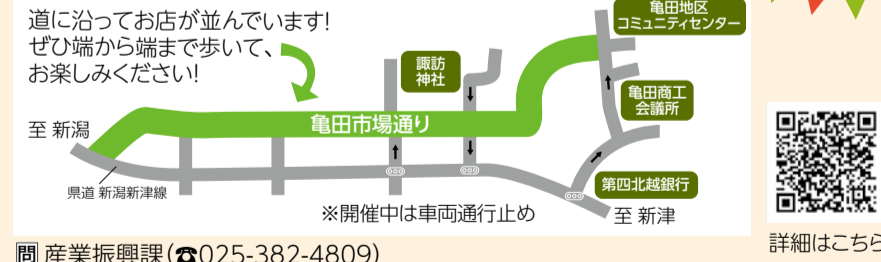 道に沿ってお店が並んでいます!
ぜひ端から端まで歩いて、
お楽しみください!
亀田地区
コミュニティセンター
諏訪
神社
亀田商工
会議所
至 新潟
亀田市場通り
県道 新潟新津線
第四北越銀行
※開催中は車両通行止め
至 新津
詳細はこちら
問 産業振興課(☎025-382-4809)